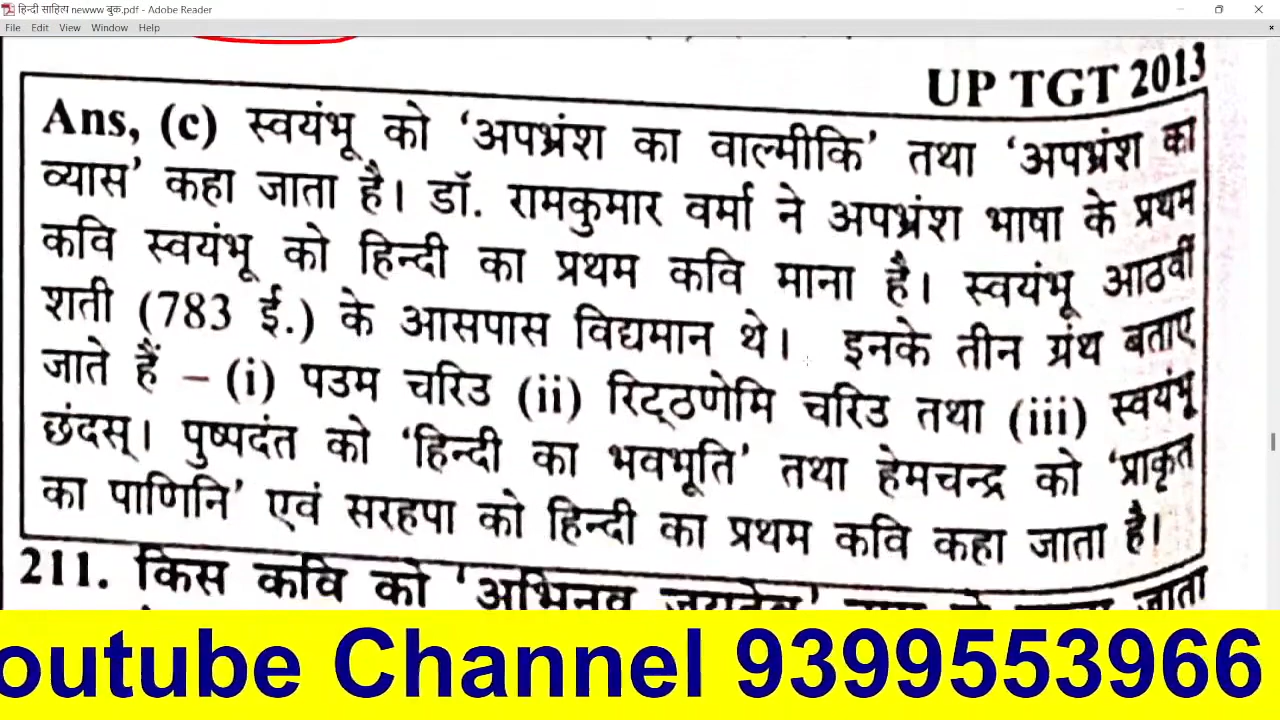 हिन्दी साहित्य newww बुक.pdf - Adobe Reader
File Edit View Window Help
UP TGT 2013
Ans, (c) स्वयंभू को ‘अपभ्रंश का वाल्मीकि’ तथा ‘अपभ्रंश का
व्यास’ कहा जाता है। डॉ. रामकुमार वर्मा ने अपभ्रंश भाषा के प्रथम
कवि स्वयंभू को हिन्दी का प्रथम कवि माना है। स्वयंभू आठवीं
शती (783 ई.) के आसपास विद्यमान थे। इनके तीन ग्रंथ बताए
जाते हैं – (i) पउम चरिउ (ii) रिट्ठणेमि चरिउ तथा (iii) स्वयंभू
छंदस्। पुष्पदंत को ‘हिन्दी का भवभूति’ तथा हेमचन्द्र को ‘प्राकृत
का पाणिनि’ एवं सरहपा को हिन्दी का प्रथम कवि कहा जाता है।
211. किस कवि को ‘अभिनव जयदेव’ जाता
outube Channel 9399553966